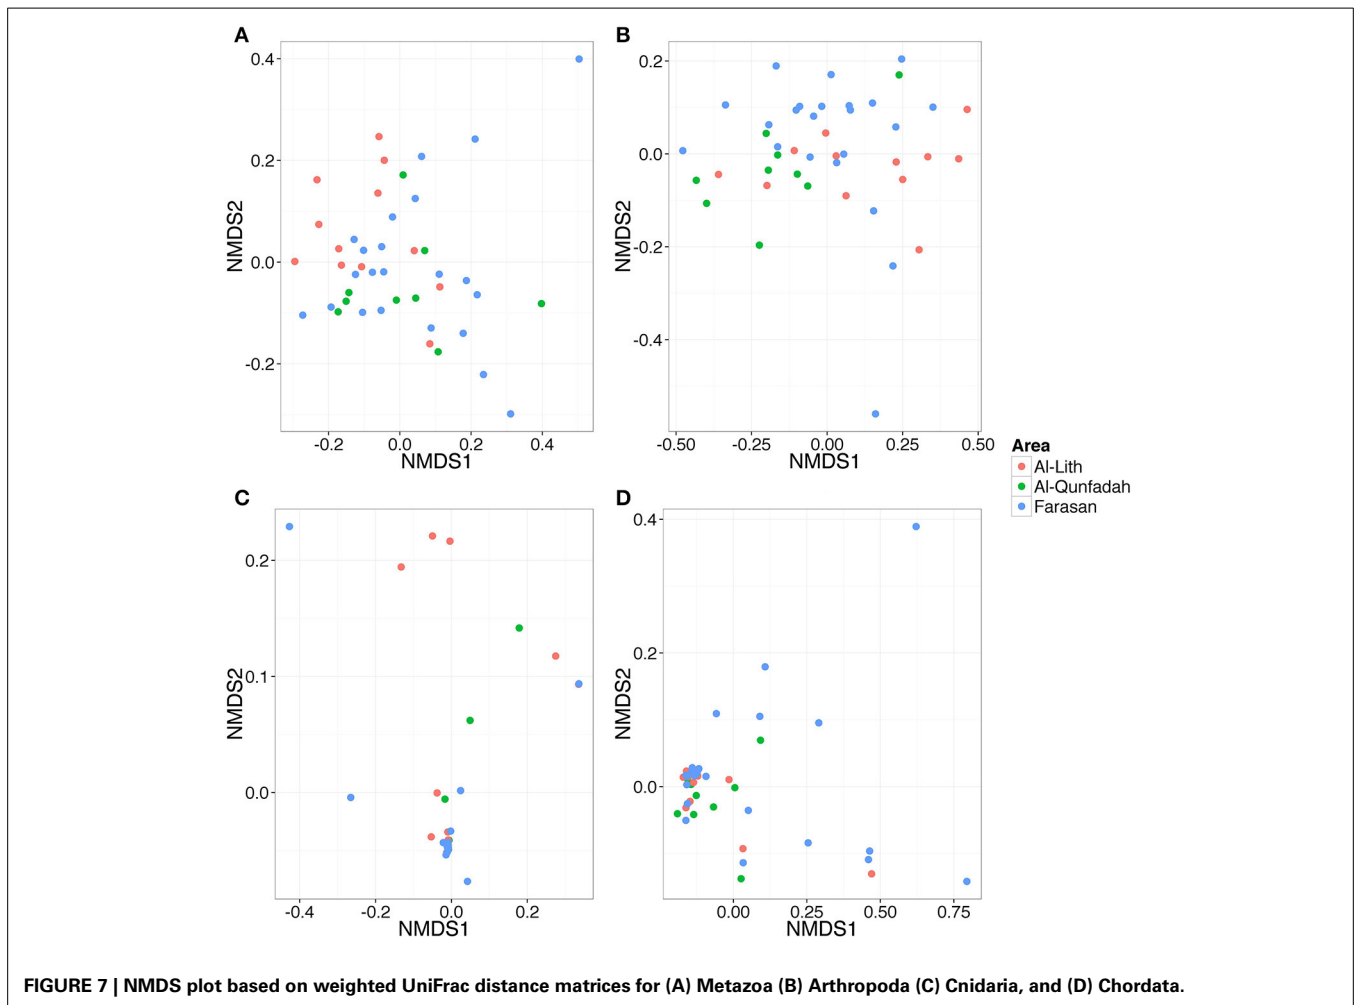 A
B
0.4
0.2
0.0
-0.2
NMDS2
-0.2
0.0
0.2
0.4
NMDS1
0.2
0.0
-0.2
-0.4
NMDS2
-0.50
-0.25
0.00
0.25
0.50
NMDS1
Area
Al-Lith
Al-Qunfadah
Farasan
C
D
0.2
0.1
0.0
NMDS2
-0.4
-0.2
0.0
0.2
NMDS1
0.4
0.2
0.0
NMDS2
0.00
0.25
0.50
0.75
NMDS1
FIGURE 7 | NMDS plot based on weighted UniFrac distance matrices for (A) Metazoa (B) Arthropoda (C) Cnidaria, and (D) Chordata.